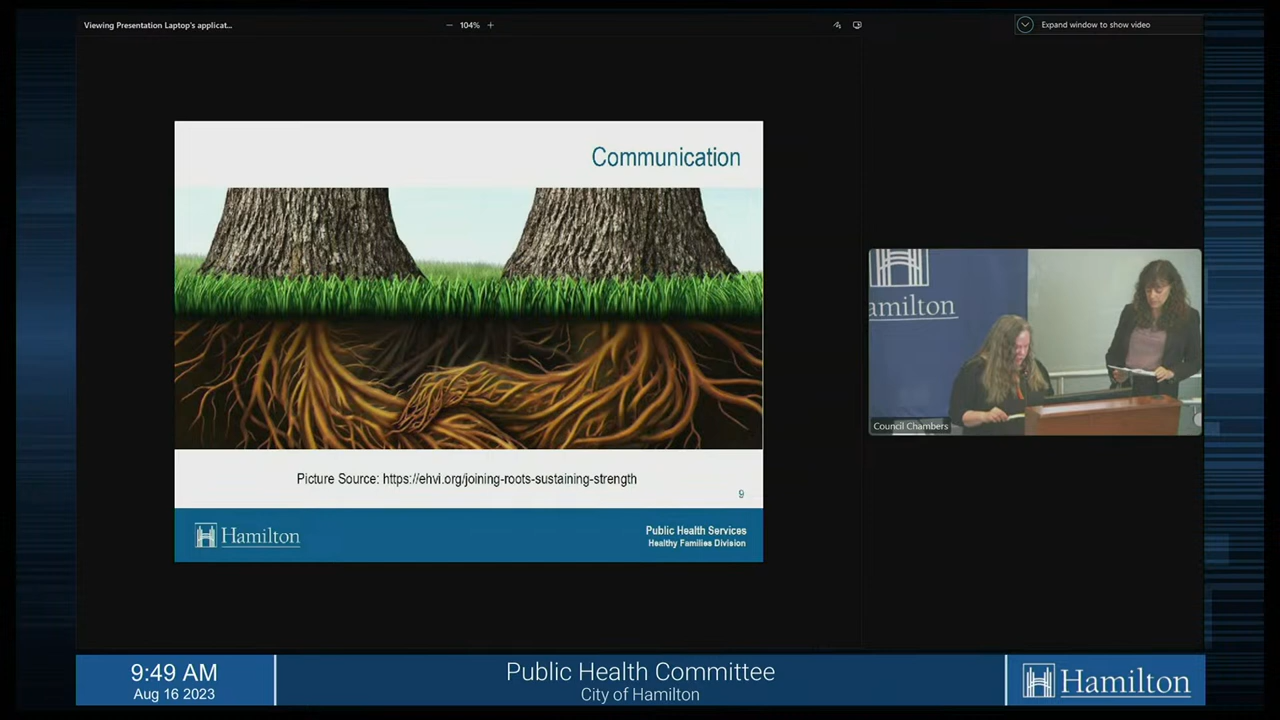 Viewing Presentation Laptop's applicat...
104%
Expand window to show video
Communication
Picture Source: https://ehvi.org/joining-roots-sustaining-strength
9
Hamilton
Public Health Services
Healthy Families Division
amilton
Council Chambers
9:49 AM
Aug 16 2023
Public Health Committee
City of Hamilton
Hamilton